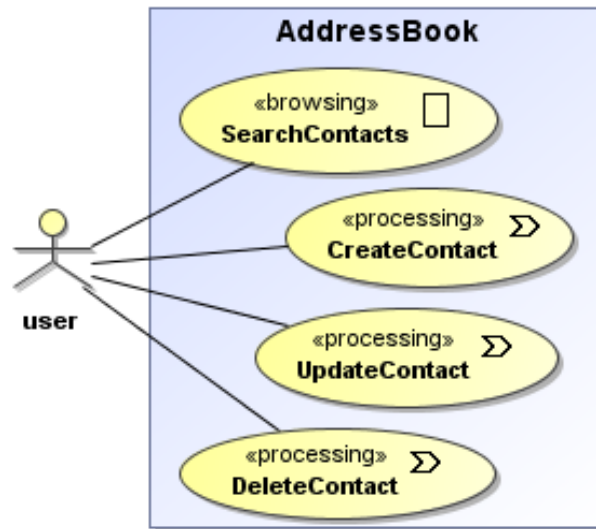 AddressBook
«browsing»
SearchContacts
«processing»
CreateContact
user
«processing»
UpdateContact
«processing»
DeleteContact